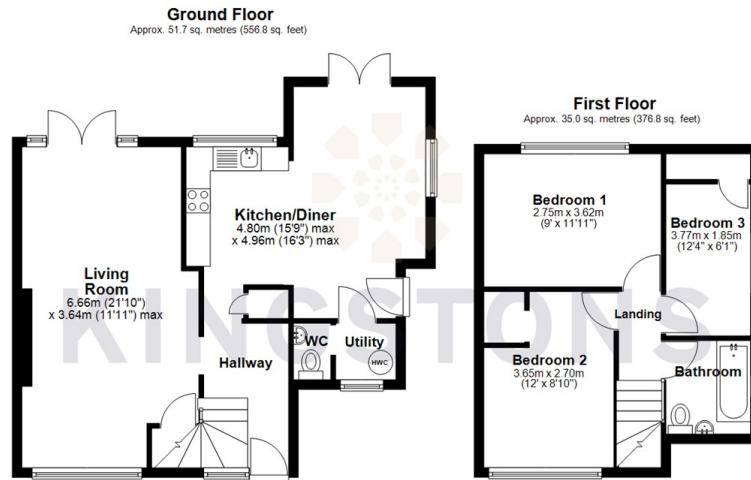 Ground Floor
Approx. 51.7 sq. metres (556.8 sq. feet)
Kitchen/Diner
4.80m (15'9") max
x 4.96m (16'3") max
Living
Room
6.66m (21'10")
x 3.64m (11'11") max
Hallway
WC
Utility
HWC
First Floor
Approx. 35.0 sq. metres (376.8 sq. feet)
Bedroom 1
2.75m x 3.62m
(9' x 11'11")
Bedroom 3
3.77m x 1.85m
(12'4" x 6'1")
Landing
Bedroom 2
3.65m x 2.70m
(12' x 8'10")
Bathroom
KINGSTONS